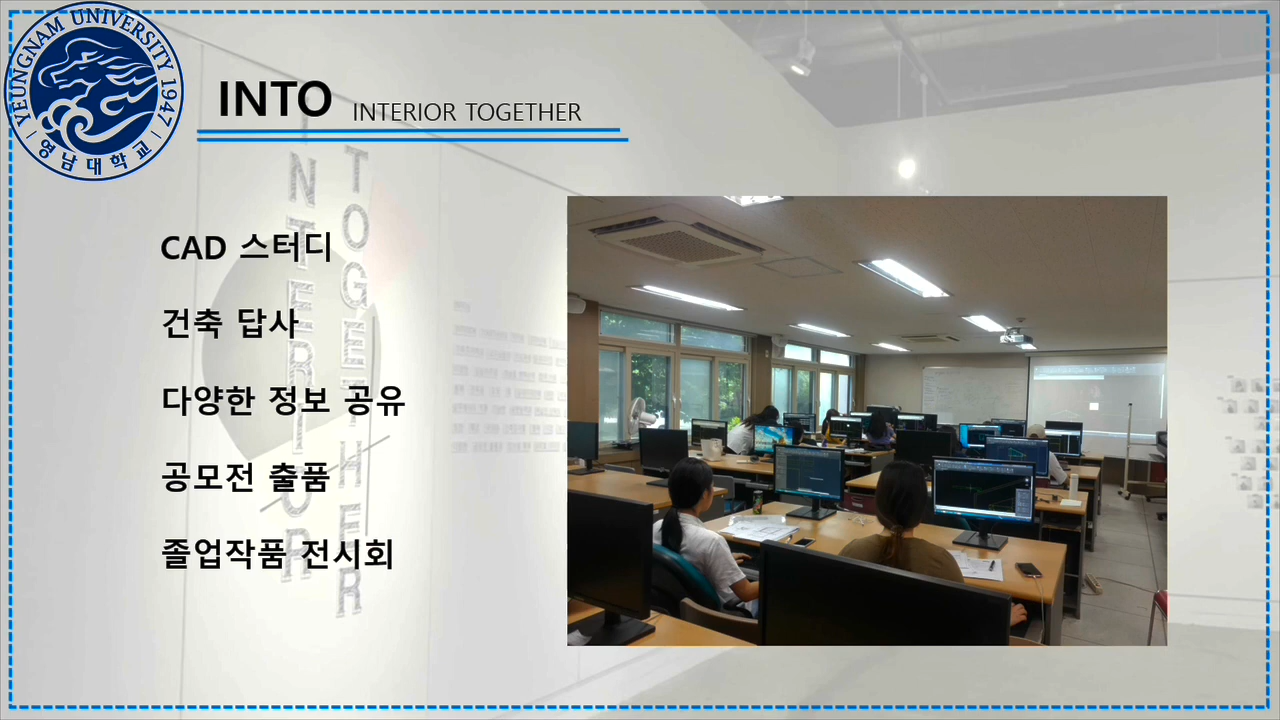 YEUNGNAM UNIVERSITY 1947
영남대학교
INTO INTERIOR TOGETHER
INTERIOR
TOGETHER
CAD 스터디
건축 답사
다양한 정보 공유
공모전 출품
졸업작품 전시회